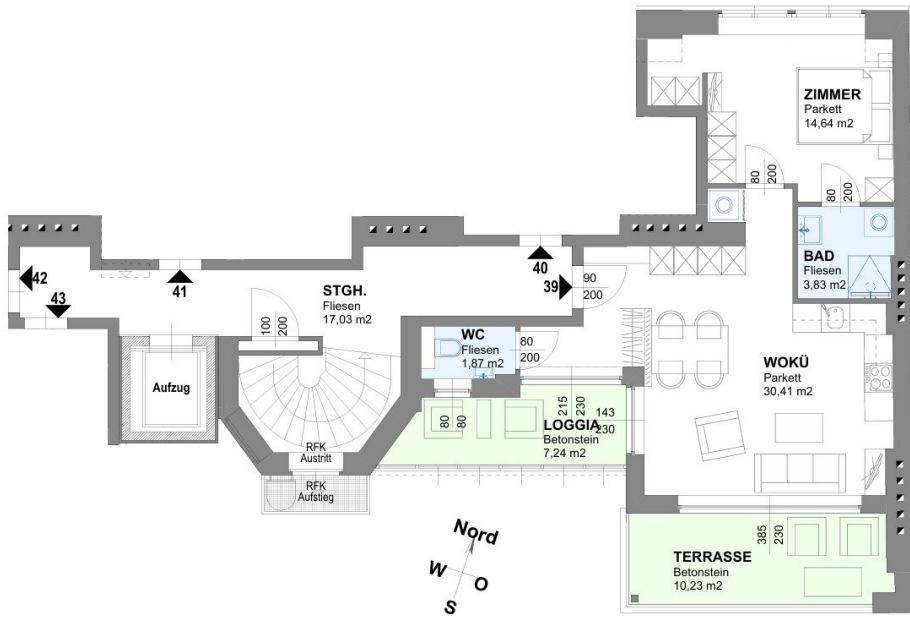 ZIMMER
Parkett
14,64 m2
80
200
80
200
BAD
Fliesen
3,83 m2
42
43
41
40
39
90
200
STGH.
Fliesen
17,03 m2
100
200
WC
Fliesen
1,87 m2
80
200
WOKÜ
Parkett
30,41 m2
Aufzug
80
80
215
230
143
230
LOGGIA
Betonstein
7,24 m2
RFK
Austritt
RFK
Aufstieg
385
230
TERRASSE
Betonstein
10,23 m2
Nord
W
O
S